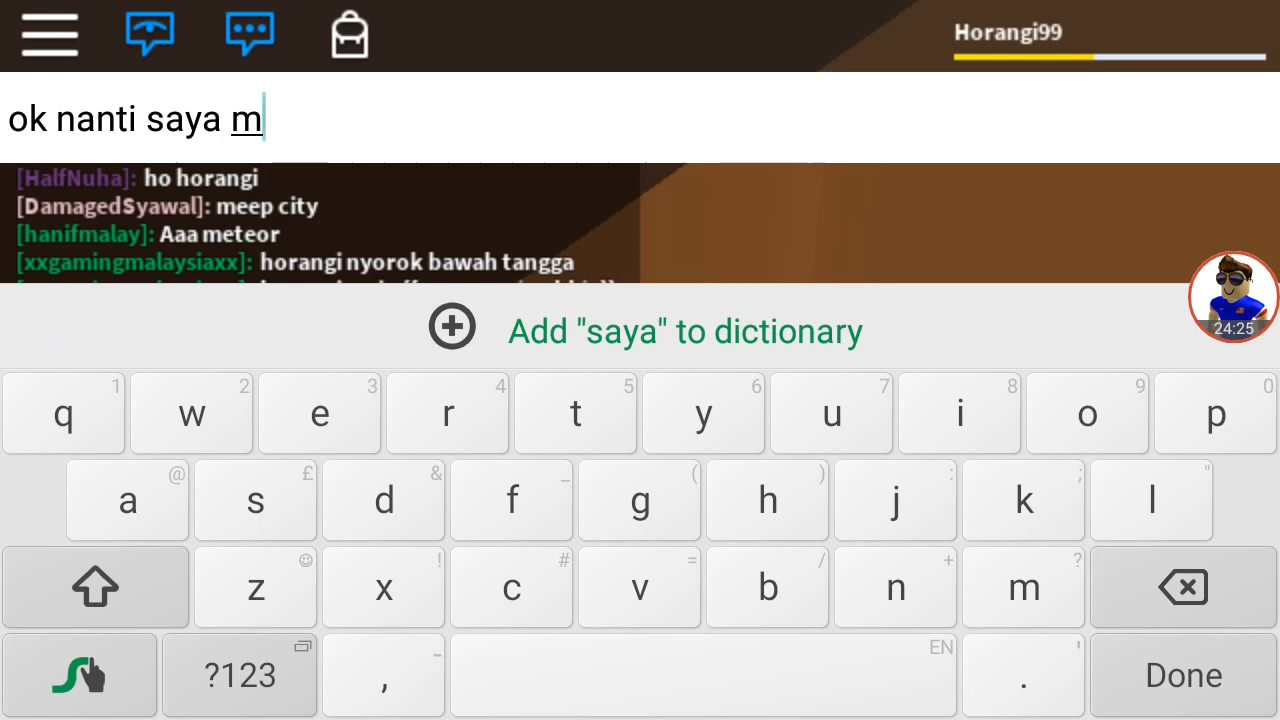 Horangi99
ok nanti saya m
[HalfNuha]: ho horangi
[DamagedSyawal]: meep city
[hanifmalay]: Aaa meteor
[xxgamingmalaysiaxx]: horangi nyorok bawah tangga
24:25
Add "saya" to dictionary
1 2 3 4 5 6 7 8 9 0
q w e r t y u i o p
@ £ & _ ( ) : ; "
a s d f g h j k l
! # = / + ?
z x c v b n m
EN
?123 , - . ' Done